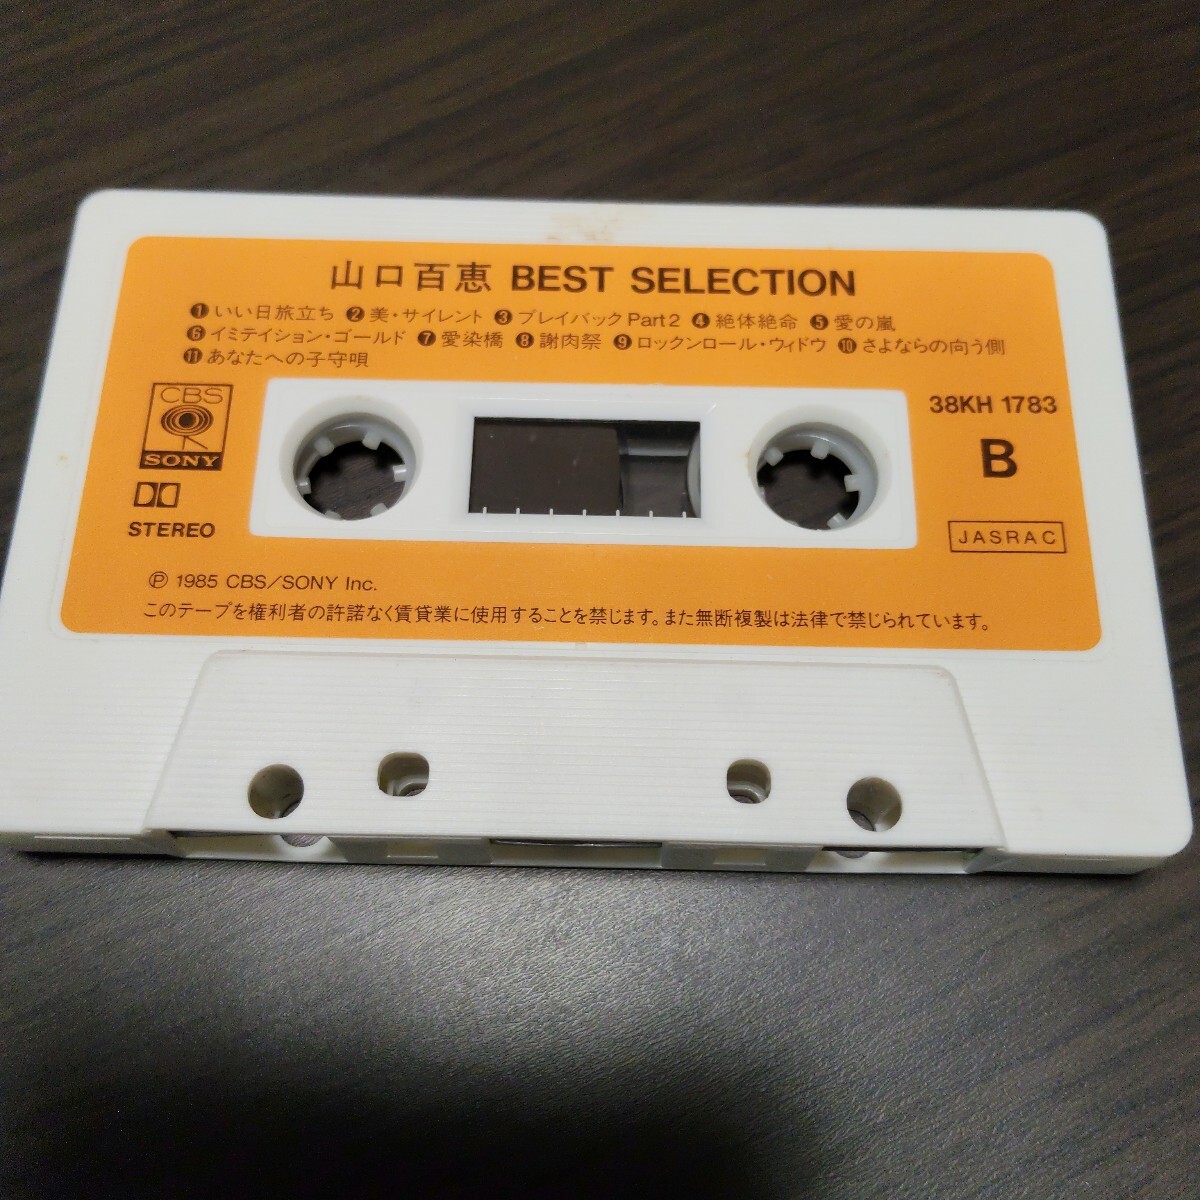 山口百恵 BEST SELECTION
❶いい日旅立ち ❷美・サイレント ❸プレイバックPart2 ❹絶体絶命 ❺愛の嵐
❻イミテイション・ゴールド ❼愛染橋 ❽謝肉祭 ❾ロックンロール・ウィドウ ❿さよならの向う側
⓫あなたへの子守唄
CBS
SONY
STEREO
38KH 1783
B
JASRAC
Ⓟ 1985 CBS/SONY Inc.
このテープを権利者の許諾なく賃貸業に使用することを禁じます。また無断複製は法律で禁じられています。